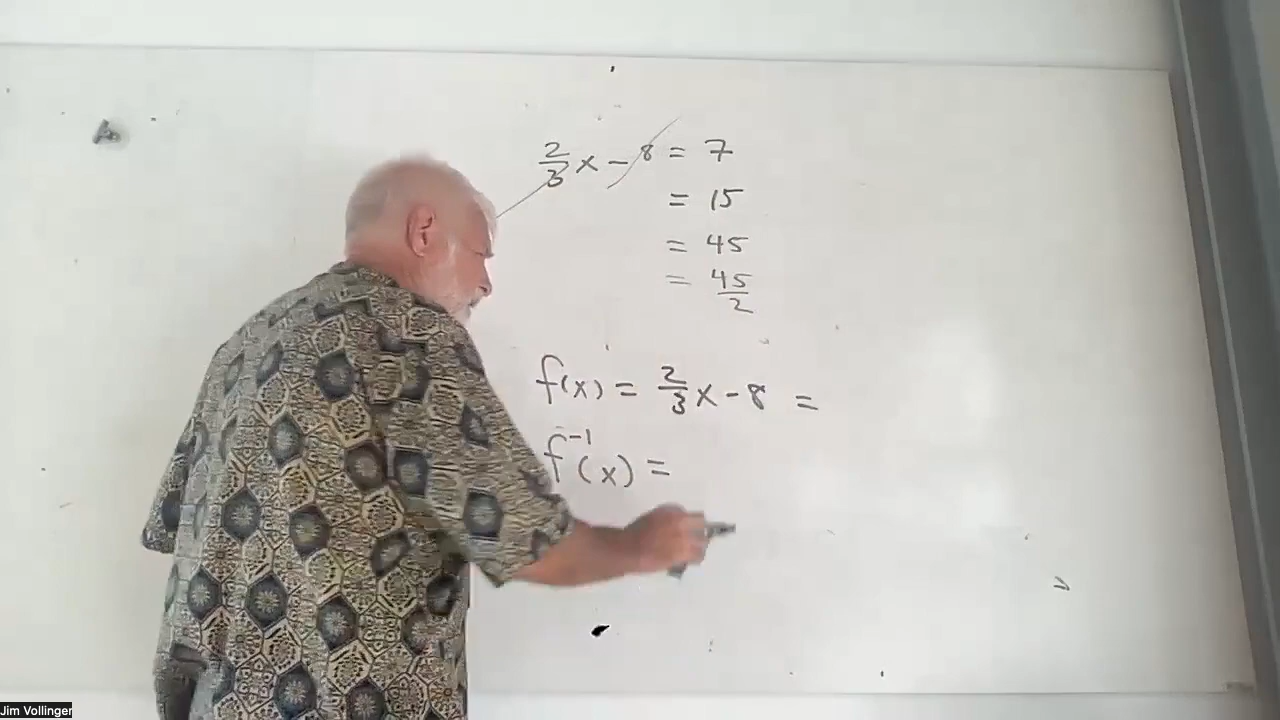 2/3 x - 8 = 7
= 15
= 45
= 45/2
f(x) = 2/3 x - 8 =
f⁻¹(x) =
Jim Vollinger